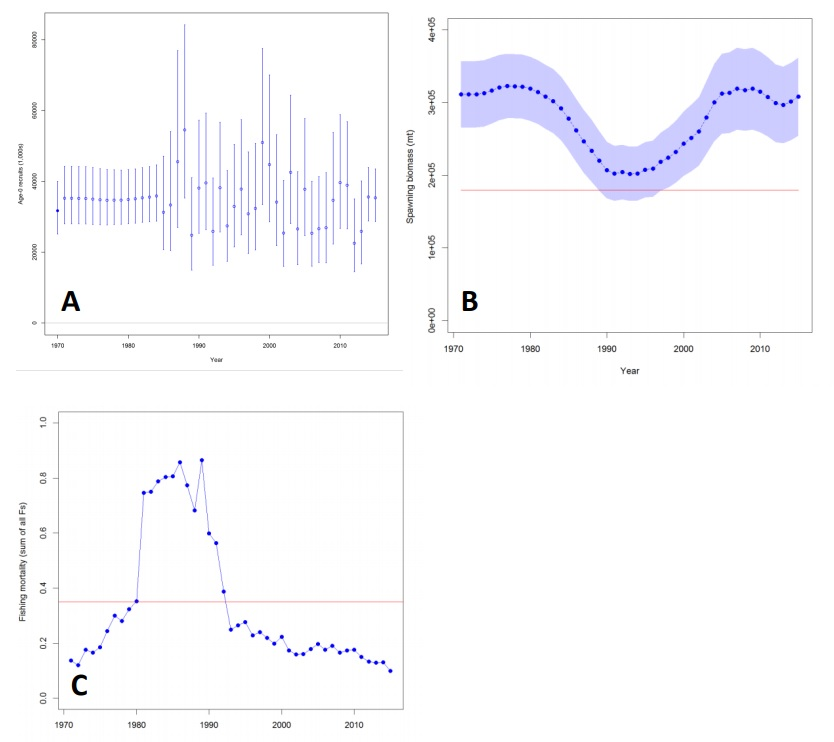 80000
60000
40000
20000
0
Age-0 recruits (1,000s)
A
1970 1980 1990 2000 2010
Year
4e+05
3e+05
2e+05
1e+05
0e+00
Spawning biomass (mt)
B
1970 1980 1990 2000 2010
Year
1.0
0.8
0.6
0.4
0.2
0.0
Fishing mortality (sum of all Fs)
C
1970 1980 1990 2000 2010